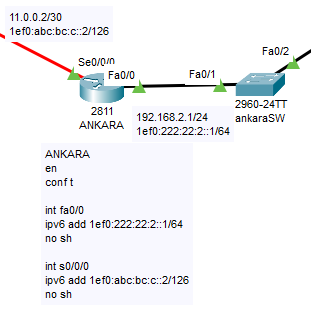 11.0.0.2/30
1ef0:abc:bc:c::2/126
Fa0/2
Se0/0/0
Fa0/0
Fa0/1
2811
ANKARA
192.168.2.1/24
1ef0:222:22:2::1/64
2960-24TT
ankaraSW
ANKARA
en
conf t
int fa0/0
ipv6 add 1ef0:222:22:2::1/64
no sh
int s0/0/0
ipv6 add 1ef0:abc:bc:c::2/126
no sh